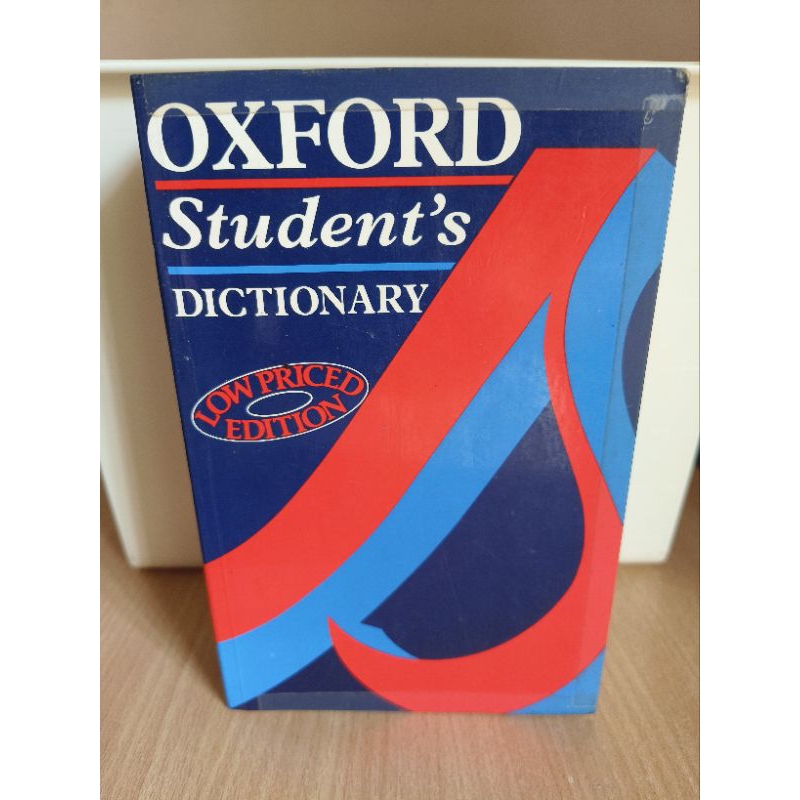 OXFORD
Student's
DICTIONARY
LOW PRICED
EDITION